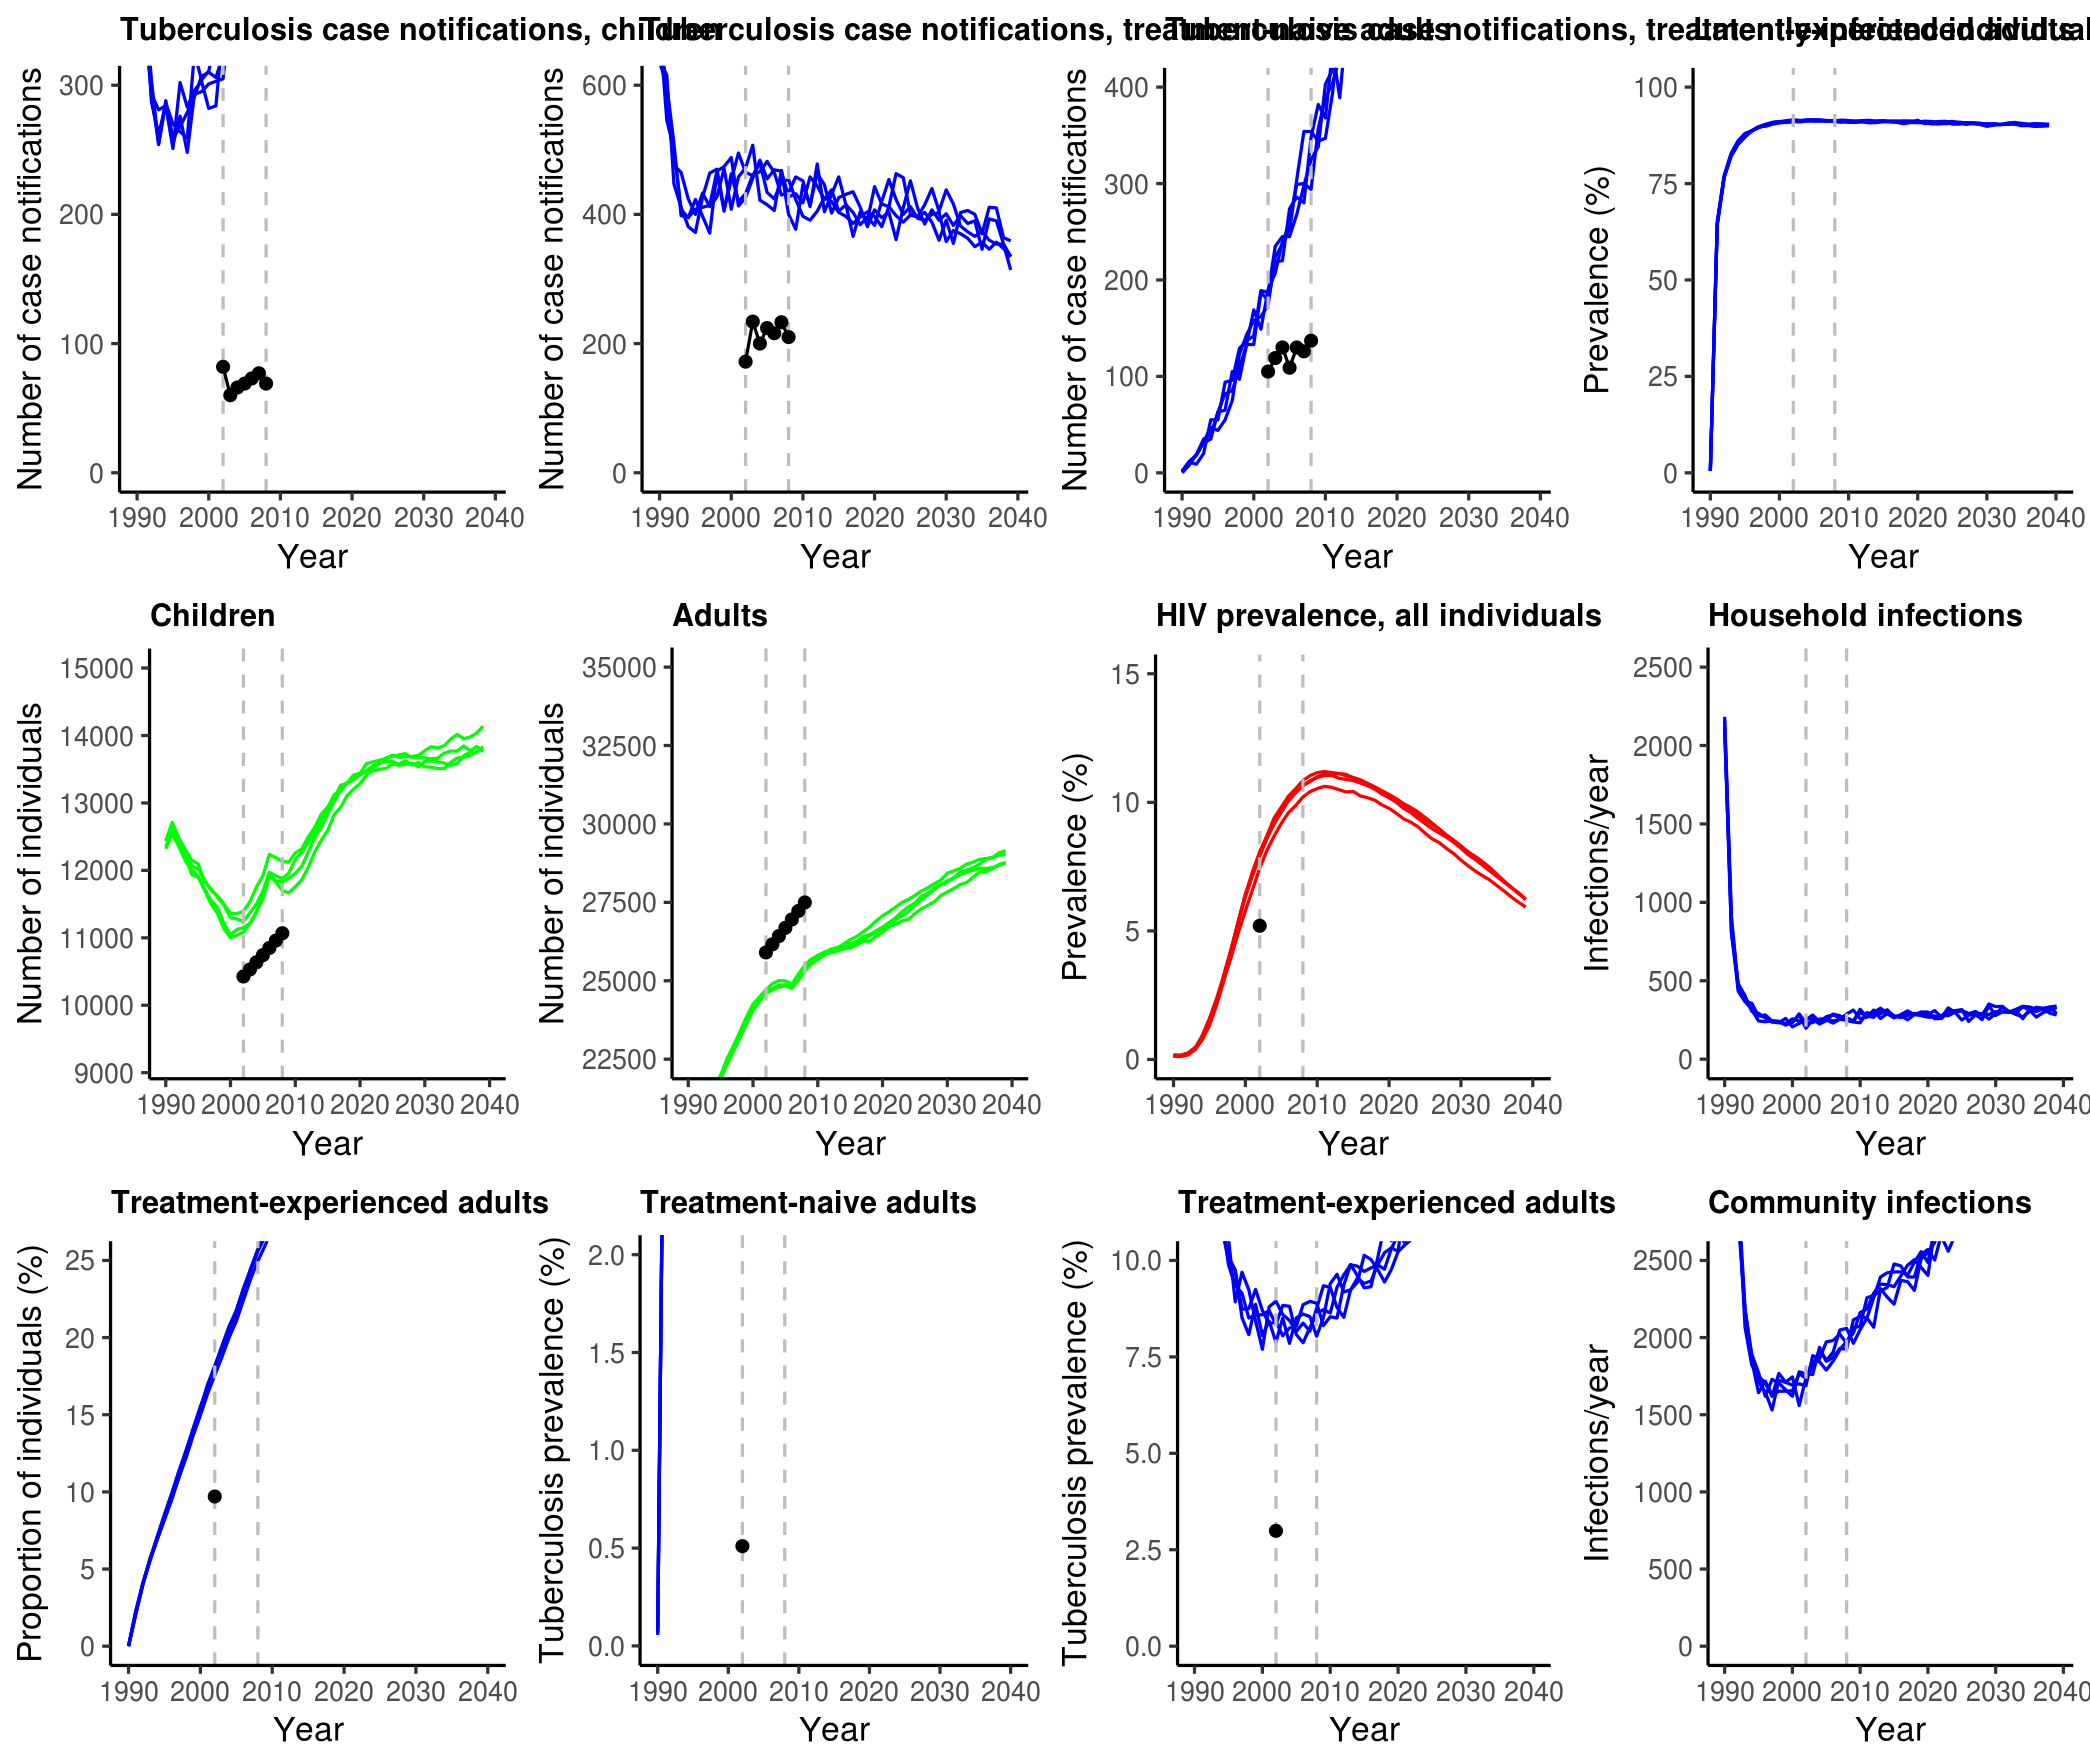 Tuberculosis case notifications, children
Tuberculosis case notifications, treatment-naive adults
Tuberculosis case notifications, treatment-experienced adults
Latently-infected individuals
Number of case notifications
300
200
100
0
1990 2000 2010 2020 2030 2040
Year
Number of case notifications
600
400
200
0
1990 2000 2010 2020 2030 2040
Year
Number of case notifications
400
300
200
100
0
1990 2000 2010 2020 2030 2040
Year
Prevalence (%)
100
75
50
25
0
1990 2000 2010 2020 2030 2040
Year
Children
Number of individuals
15000
14000
13000
12000
11000
10000
9000
1990 2000 2010 2020 2030 2040
Year
Adults
Number of individuals
35000
32500
30000
27500
25000
22500
1990 2000 2010 2020 2030 2040
Year
HIV prevalence, all individuals
Prevalence (%)
15
10
5
0
1990 2000 2010 2020 2030 2040
Year
Household infections
Infections/year
2500
2000
1500
1000
500
0
1990 2000 2010 2020 2030 2040
Year
Treatment-experienced adults
Proportion of individuals (%)
25
20
15
10
5
0
1990 2000 2010 2020 2030 2040
Year
Treatment-naive adults
Tuberculosis prevalence (%)
2.0
1.5
1.0
0.5
0.0
1990 2000 2010 2020 2030 2040
Year
Treatment-experienced adults
Tuberculosis prevalence (%)
10.0
7.5
5.0
2.5
0.0
1990 2000 2010 2020 2030 2040
Year
Community infections
Infections/year
2500
2000
1500
1000
500
0
1990 2000 2010 2020 2030 2040
Year